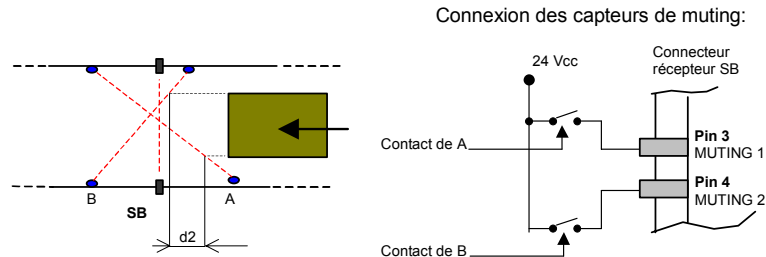 Connexion des capteurs de muting:
24 Vcc
Connecteur
récepteur SB
Contact de A
Pin 3
MUTING 1
Pin 4
MUTING 2
Contact de B
B
SB
A
d2